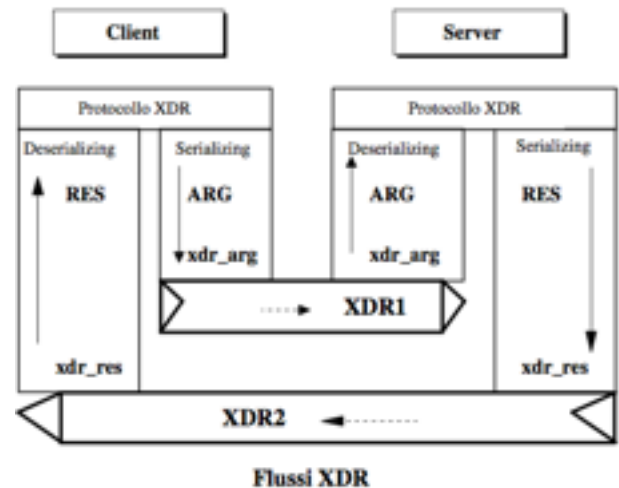 Client Server
Protocollo XDR Protocollo XDR
Deserializing Serializing Deserializing Serializing
RES ARG ARG RES
xdr_arg xdr_arg
XDR1
xdr_res xdr_res
XDR2
Flussi XDR